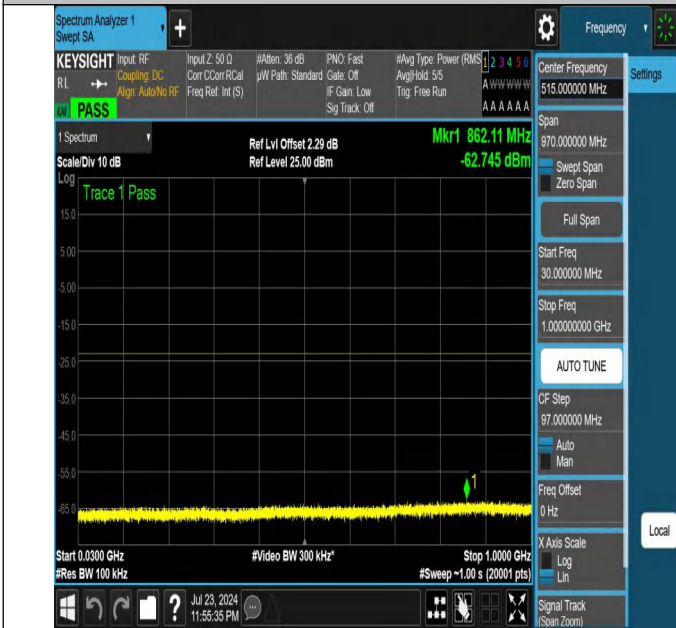 Spectrum Analyzer 1
Swept SA
+
Frequency
KEYSIGHT
RL
PASS
Input: RF
Coupling: DC
Align: Auto/No RF
Input Z: 50 Ω
Corr CCorr RCal
Freq Ref: Int (S)
#Atten: 36 dB
µW Path: Standard
PNO: Fast
Gate: Off
IF Gain: Low
Sig Track: Off
#Avg Type: Power (RMS
Avg|Hold: 5/5
Trig: Free Run
1 2 3 4 5 6
A W W W W W
A A A A A A
Center Frequency
515.000000 MHz
Settings
1 Spectrum
Scale/Div 10 dB
Ref Lvl Offset 2.29 dB
Ref Level 25.00 dBm
Mkr1 862.11 MHz
-62.745 dBm
Log
Trace 1 Pass
15.0
5.00
-5.00
-15.0
-25.0
-35.0
-45.0
-55.0
-65.0
1
Start 0.0300 GHz
#Res BW 100 kHz
#Video BW 300 kHz*
Stop 1.0000 GHz
#Sweep ~1.00 s (20001 pts)
Span
970.000000 MHz
Swept Span
Zero Span
Full Span
Start Freq
30.000000 MHz
Stop Freq
1.000000000 GHz
AUTO TUNE
CF Step
97.000000 MHz
Auto
Man
Freq Offset
0 Hz
X Axis Scale
Log
Lin
Local
Signal Track
(Span Zoom)
?
Jul 23, 2024
11:55:35 PM